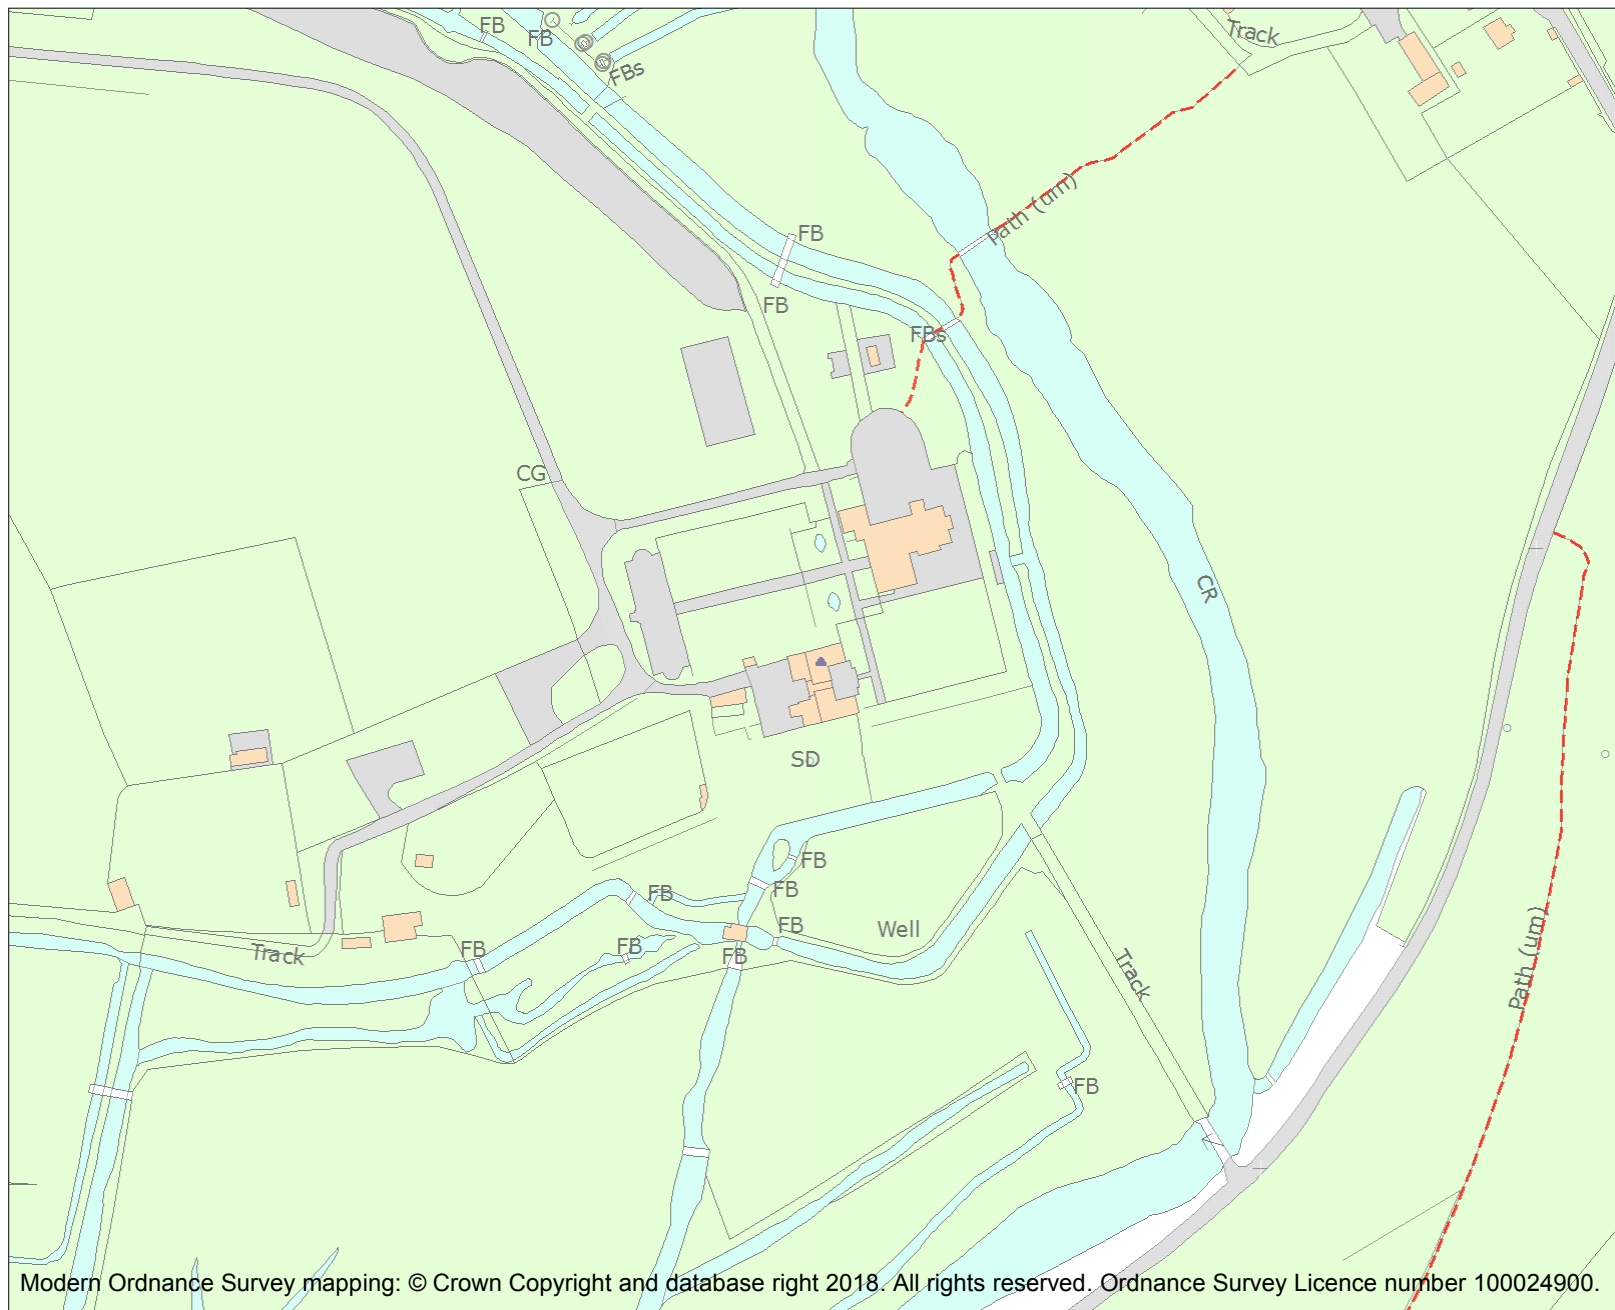 FB
FB
FBs
Track
Path (um)
FB
FB
FBs
CG
CR
SD
FB
FB
FB
FB
FB
FB
FB
Well
Track
Track
Path (um)
FB
Modern Ordnance Survey mapping: © Crown Copyright and database right 2018. All rights reserved. Ordnance Survey Licence number 100024900.